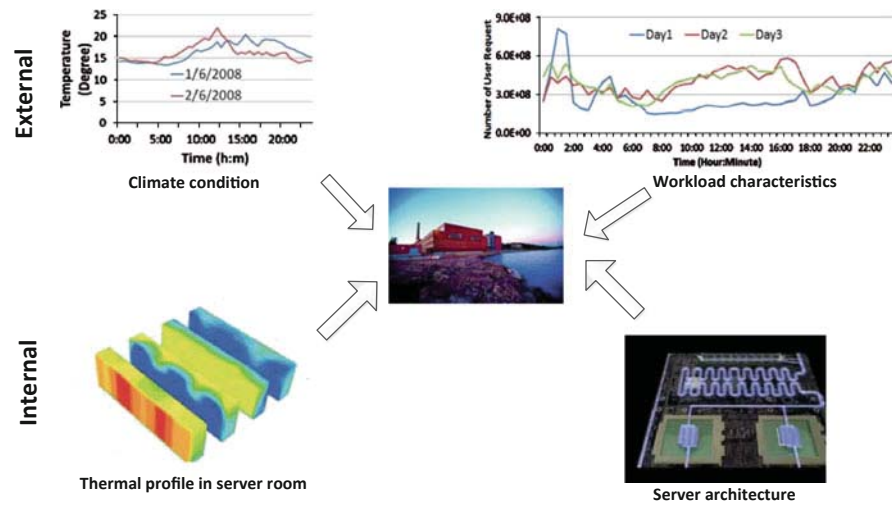 External
Temperature
(Degree)
25
20
15
10
5
0
1/6/2008
2/6/2008
0:00 5:00 10:00 15:00 20:00
Time (h:m)
Climate condition
Number of User Request
9.0E+08
6.0E+08
3.0E+08
0.0E+00
Day1 Day2 Day3
0:00 2:00 4:00 6:00 8:00 10:00 12:00 14:00 16:00 18:00 20:00 22:00
Time (Hour:Minute)
Workload characteristics
Internal
Thermal profile in server room
Server architecture